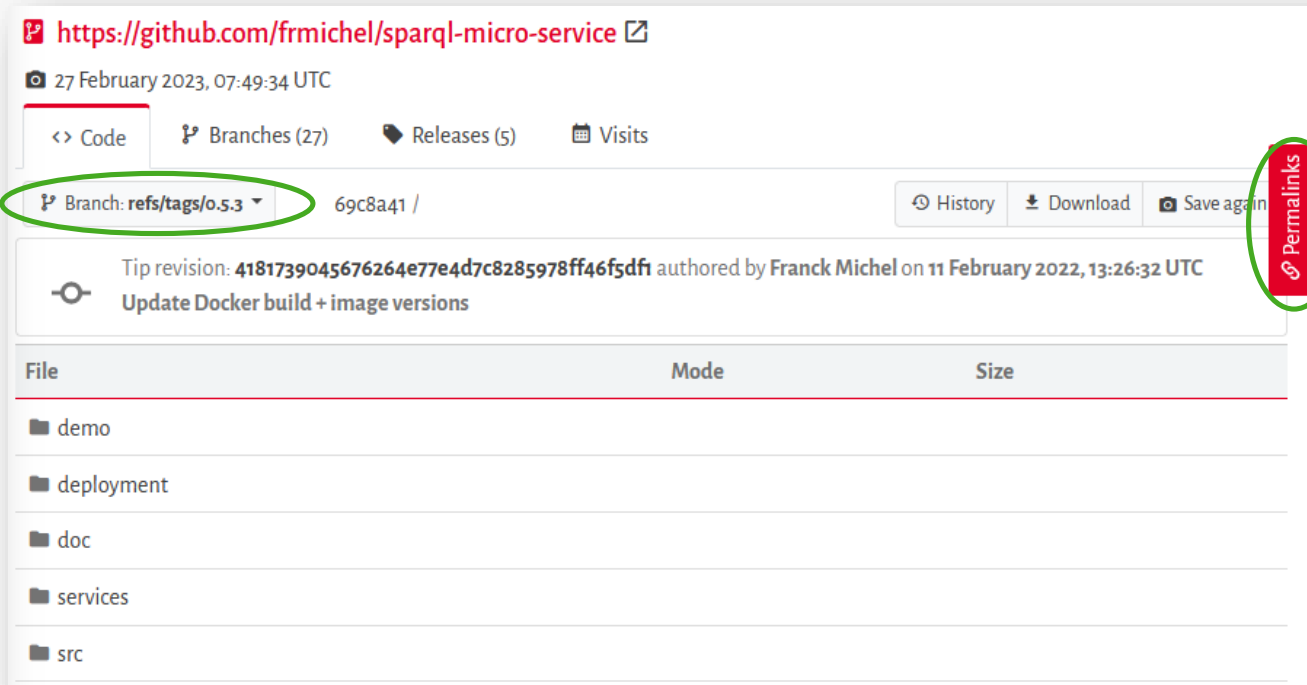 https://github.com/frmichel/sparql-micro-service
27 February 2023, 07:49:34 UTC
<> Code Branches (27) Releases (5) Visits
Branch: refs/tags/0.5.3 69c8a41 / History Download Save again
Permalinks
Tip revision: 4181739045676264e77e4d7c8285978ff46f5df1 authored by Franck Michel on 11 February 2022, 13:26:32 UTC
Update Docker build + image versions
File Mode Size
demo
deployment
doc
services
src